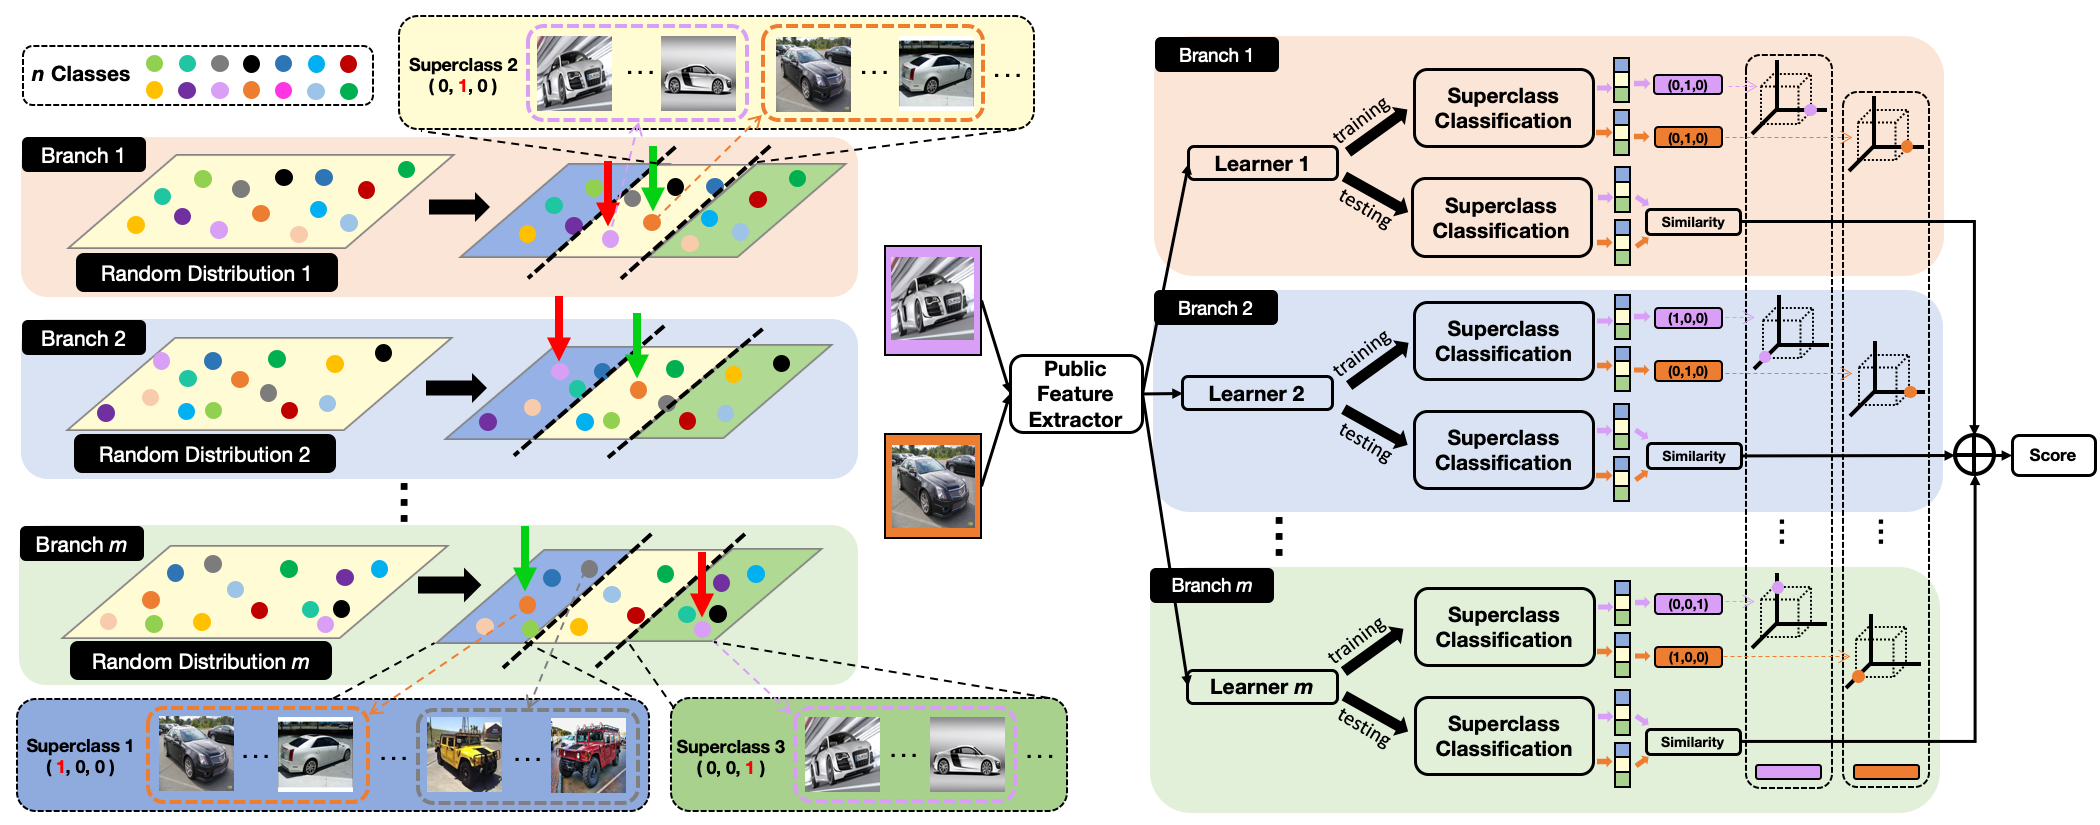 n Classes
Superclass 2
( 0, 1, 0 )
...
...
...
Branch 1
Random Distribution 1
Branch 2
Random Distribution 2
Branch m
Random Distribution m
Superclass 1
( 1, 0, 0 )
...
...
...
Superclass 3
( 0, 0, 1 )
...
...
Public
Feature
Extractor
Branch 1
Learner 1
training
testing
Superclass
Classification
Superclass
Classification
(0,1,0)
(0,1,0)
Similarity
Branch 2
Learner 2
training
testing
Superclass
Classification
Superclass
Classification
(1,0,0)
(0,1,0)
Similarity
Branch m
Learner m
training
testing
Superclass
Classification
Superclass
Classification
(0,0,1)
(1,0,0)
Similarity
Score